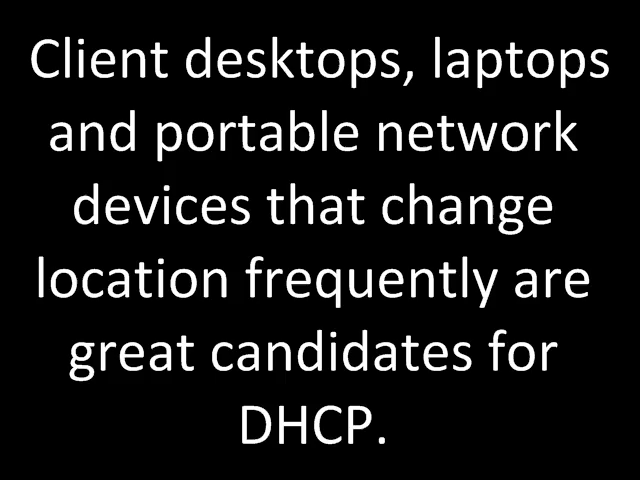 Client desktops, laptops
and portable network
devices that change
location frequently are
great candidates for
DHCP.